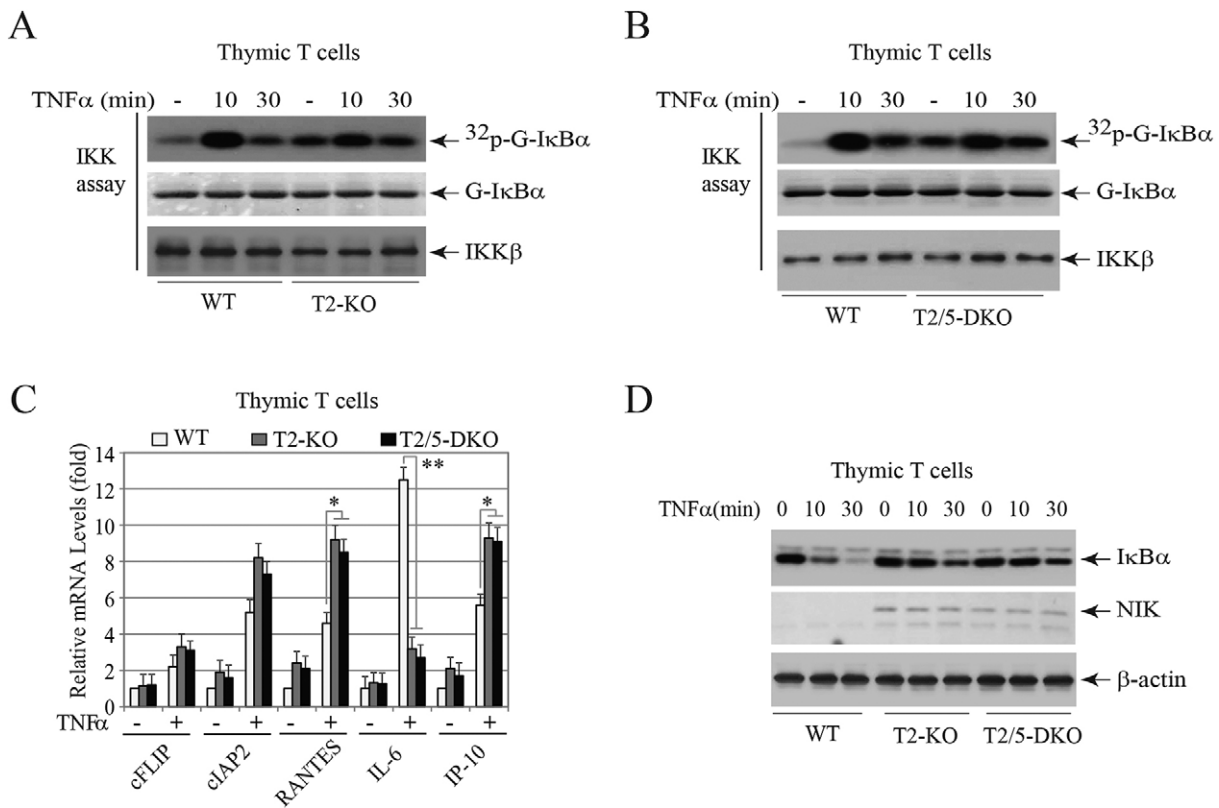 A
Thymic T cells
TNFα (min) - 10 30 - 10 30
IKK
assay
32p-G-IκBα
G-IκBα
IKKβ
WT T2-KO
B
Thymic T cells
TNFα (min) - 10 30 - 10 30
IKK
assay
32p-G-IκBα
G-IκBα
IKKβ
WT T2/5-DKO
C
Thymic T cells
WT T2-KO T2/5-DKO
Relative mRNA Levels (fold)
14
12
10
8
6
4
2
0
* ** *
TNFα - + - + - + - + - +
cFLIP cIAP2 RANTES IL-6 IP-10
D
Thymic T cells
TNFα(min) 0 10 30 0 10 30 0 10 30
IκBα
NIK
β-actin
WT T2-KO T2/5-DKO